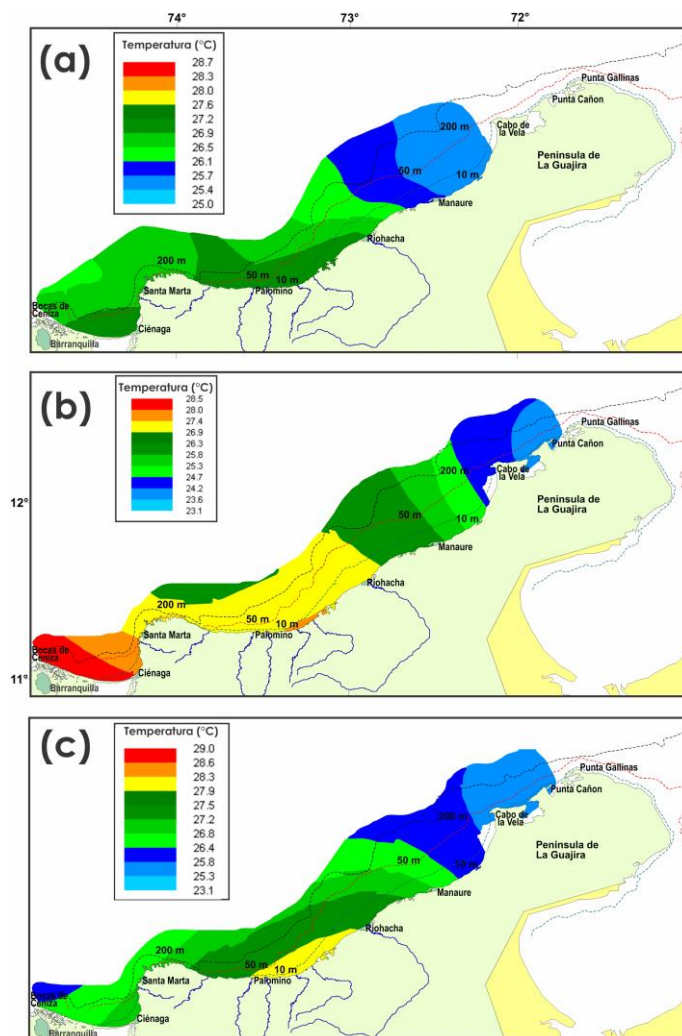 74°
73°
72°
(a)
Temperatura (°C)
28.7
28.3
28.0
27.6
27.2
26.9
26.5
26.1
25.7
25.4
25.0
Punta Gallinas
Punta Cañon
Cabo de
la Vela
Peninsula de
La Guajira
200 m
50 m
10 m
Manaure
Riohacha
200 m
50 m
10 m
Santa Marta
Palomino
Bocas de
Ceniza
Ciénaga
Barranquilla
(b)
Temperatura (°C)
28.5
28.0
27.4
26.9
26.3
25.8
25.3
24.7
24.2
23.6
23.1
Punta Gallinas
Punta Cañon
200 m
Cabo de
la Vela
Peninsula de
La Guajira
12°
50 m
10 m
Manaure
Riohacha
200 m
50 m
10 m
Santa Marta
Palomino
Bocas de
Ceniza
Ciénaga
Barranquilla
11°
(c)
Temperatura (°C)
29.0
28.6
28.3
27.9
27.5
27.2
26.8
26.4
25.8
25.3
23.1
Punta Gallinas
Punta Cañon
200 m
Cabo de
la Vela
Peninsula de
La Guajira
50 m
10 m
Manaure
Riohacha
200 m
50 m
10 m
Santa Marta
Palomino
Bocas de
Ceniza
Ciénaga
Barranquilla